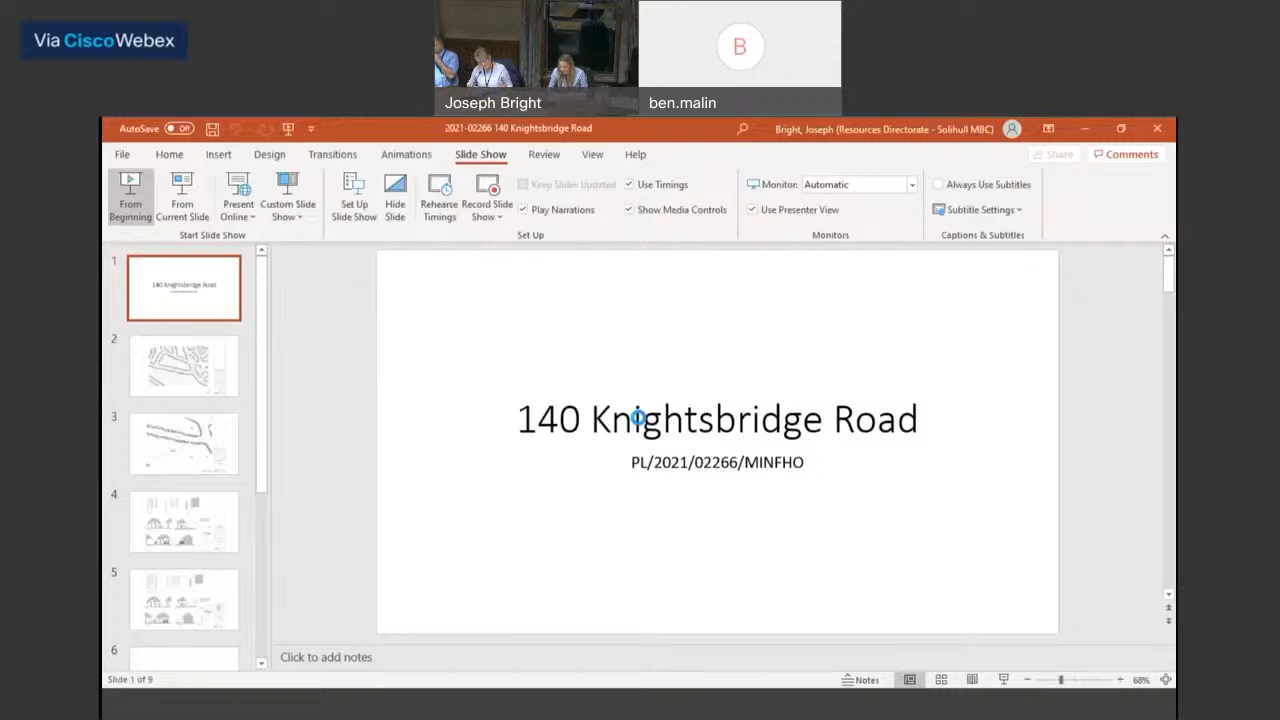 Via CiscoWebex
B
Joseph Bright
ben.malin
AutoSave Off
2021-02266 140 Knightsbridge Road
Bright, Joseph (Resources Directorate - Solihull MBC)
File Home Insert Design Transitions Animations Slide Show Review View Help
Share Comments
From Beginning
From Current Slide
Present Online
Custom Slide Show
Set Up Slide Show
Hide Slide
Rehearse Timings
Record Slide Show
Keep Slides Updated
Use Timings
Play Narrations
Show Media Controls
Monitor: Automatic
Use Presenter View
Always Use Subtitles
Subtitle Settings
Start Slide Show
Set Up
Monitors
Captions & Subtitles
1
140 Knightsbridge Road
2
3
4
5
6
140 Knightsbridge Road
PL/2021/02266/MINFHO
Click to add notes
Slide 1 of 9
Notes
68%